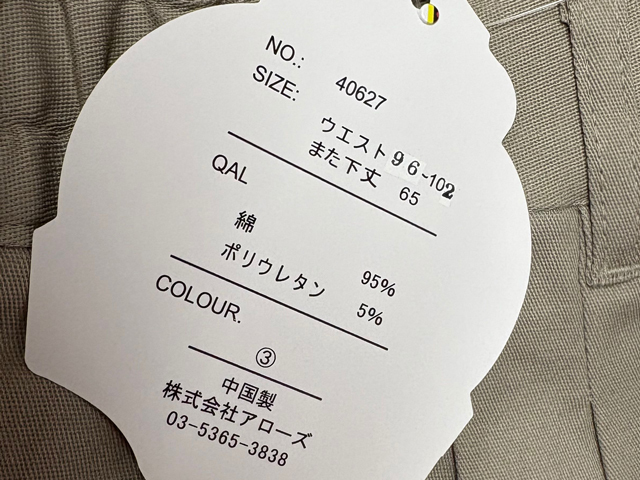 NO.: 40627
SIZE:
ウエスト96~102
また下丈 65
QAL
綿 95%
ポリウレタン 5%
COLOUR.
③
中国製
株式会社アローズ
03-5365-3838